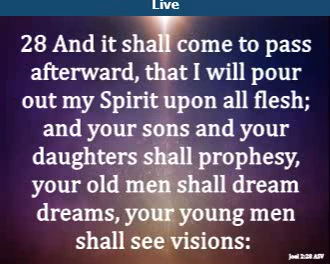 Live
28 And it shall come to pass
afterward, that I will pour
out my Spirit upon all flesh;
and your sons and your
daughters shall prophesy,
your old men shall dream
dreams, your young men
shall see visions:
Joel 2:28 ASV